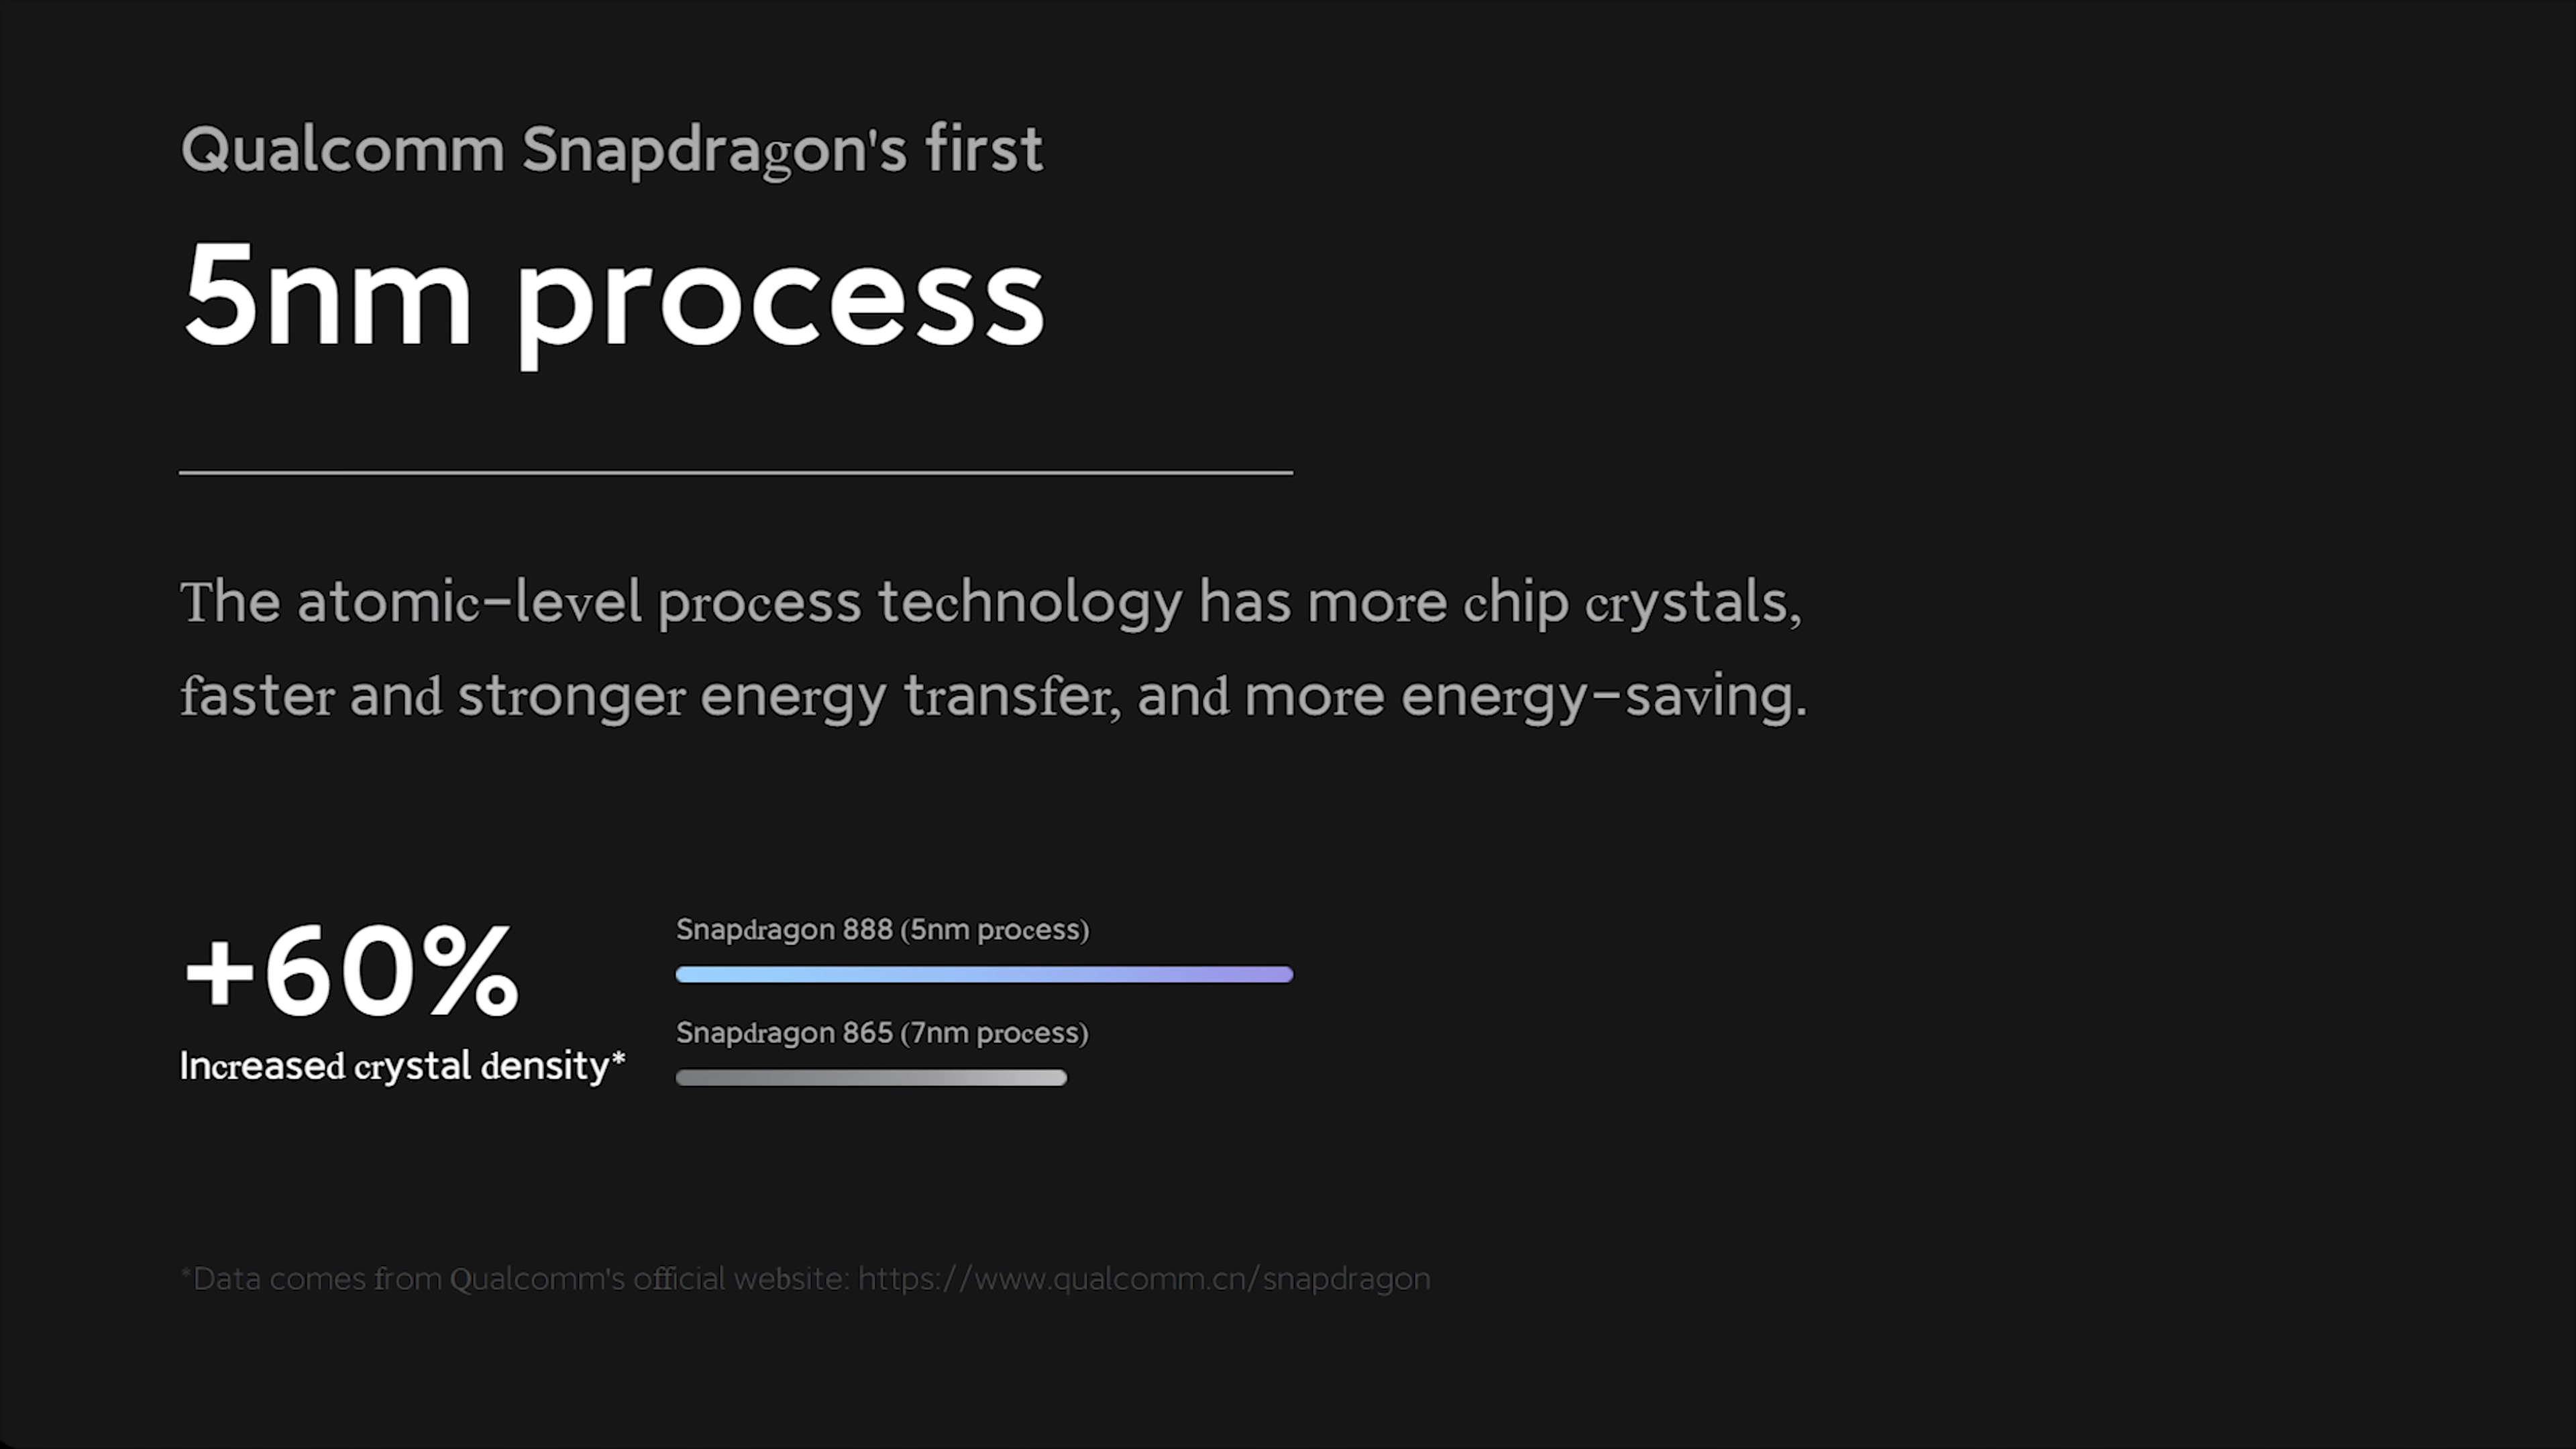 Qualcomm Snapdragon's first
5nm process
The atomic-level process technology has more chip crystals,
faster and stronger energy transfer, and more energy-saving.
+60%
Increased crystal density*
Snapdragon 888 (5nm process)
Snapdragon 865 (7nm process)
*Data comes from Qualcomm's official website: https://www.qualcomm.cn/snapdragon